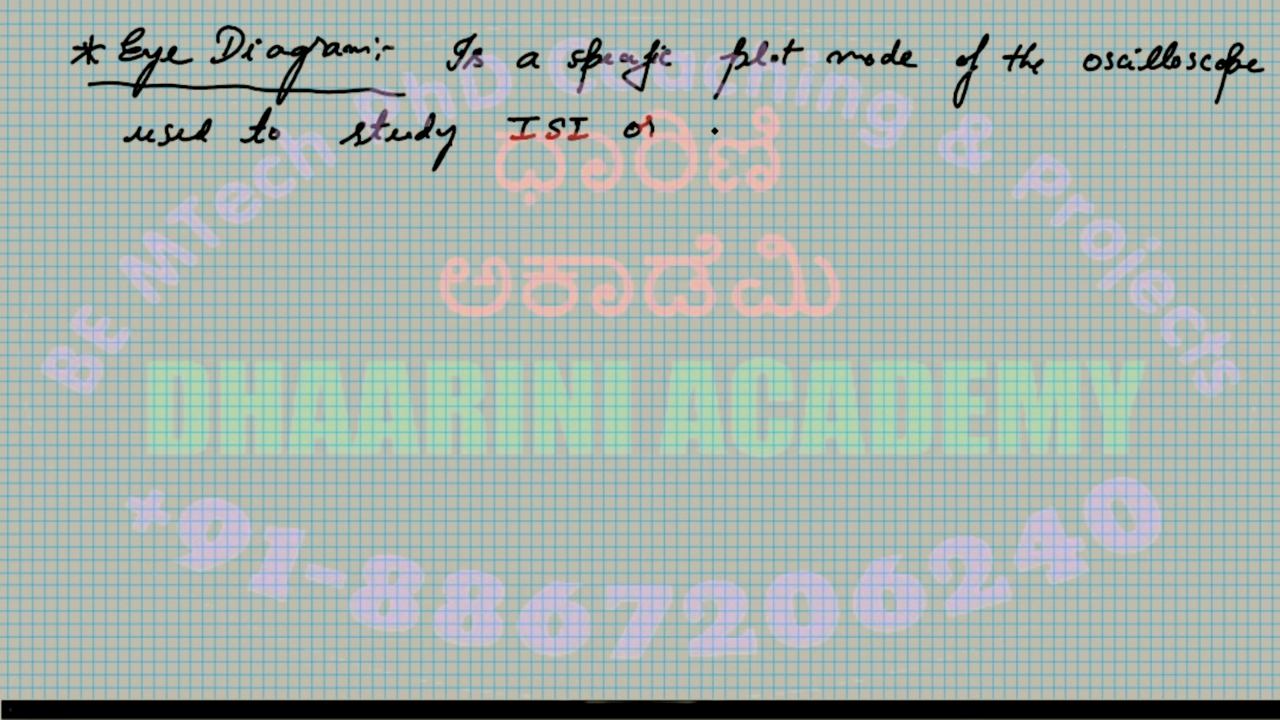 * Eye Diagram:- Is a specific plot mode of the oscilloscope
used to study ISI or .
BE MTech PhD Coaching & Projects
ಧಾರಿಣಿ
ಅಕಾಡೆಮಿ
DHAARINI ACADEMY
+91-8867206240